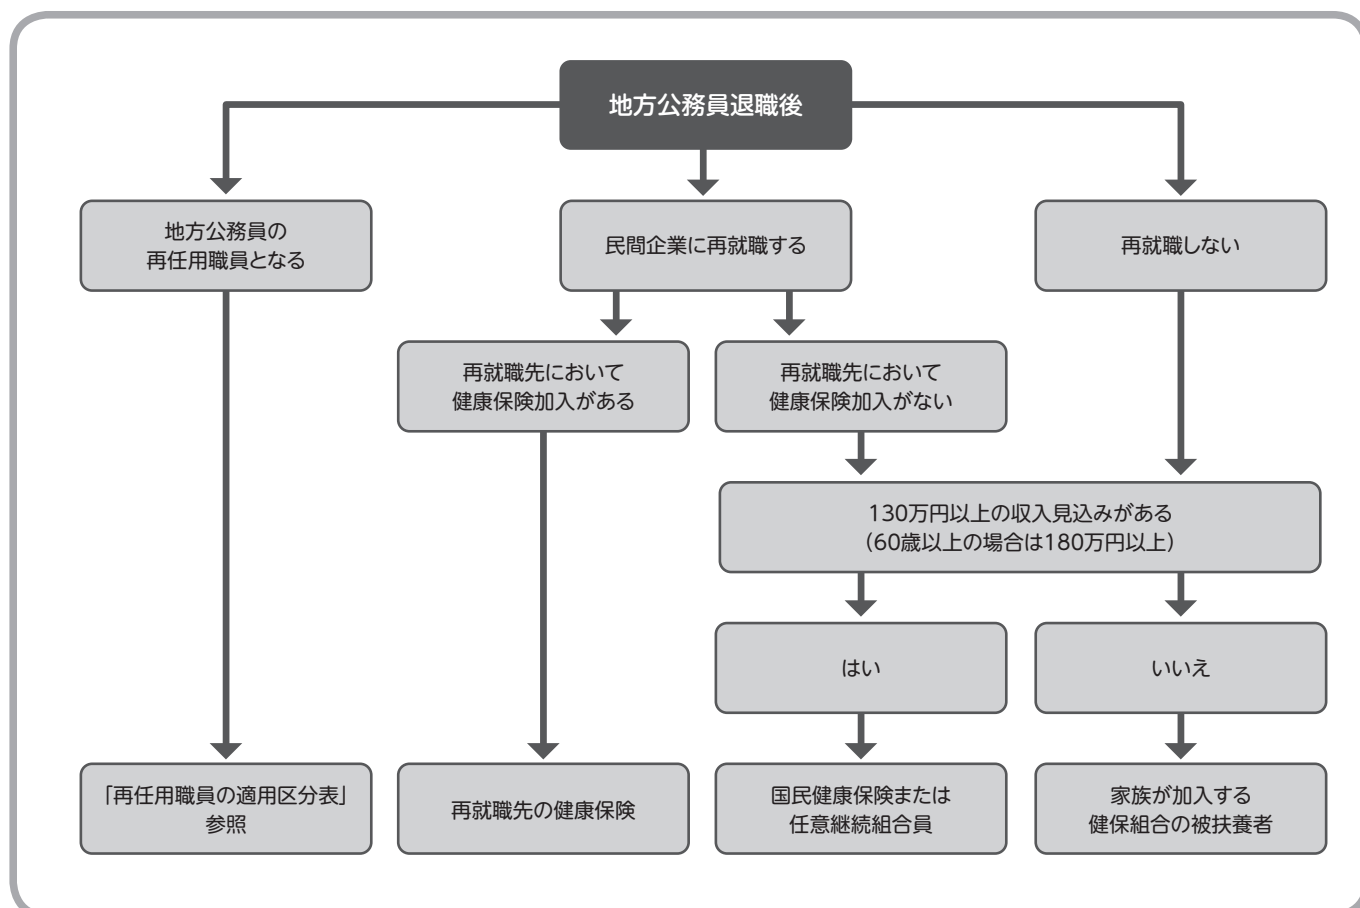 地方公務員退職後
地方公務員の
再任用職員となる
民間企業に再就職する
再就職しない
再就職先において
健康保険加入がある
再就職先において
健康保険加入がない
130万円以上の収入見込みがある
（60歳以上の場合は180万円以上）
はい
いいえ
「再任用職員の適用区分表」
参照
再就職先の健康保険
国民健康保険または
任意継続組合員
家族が加入する
健保組合の被扶養者